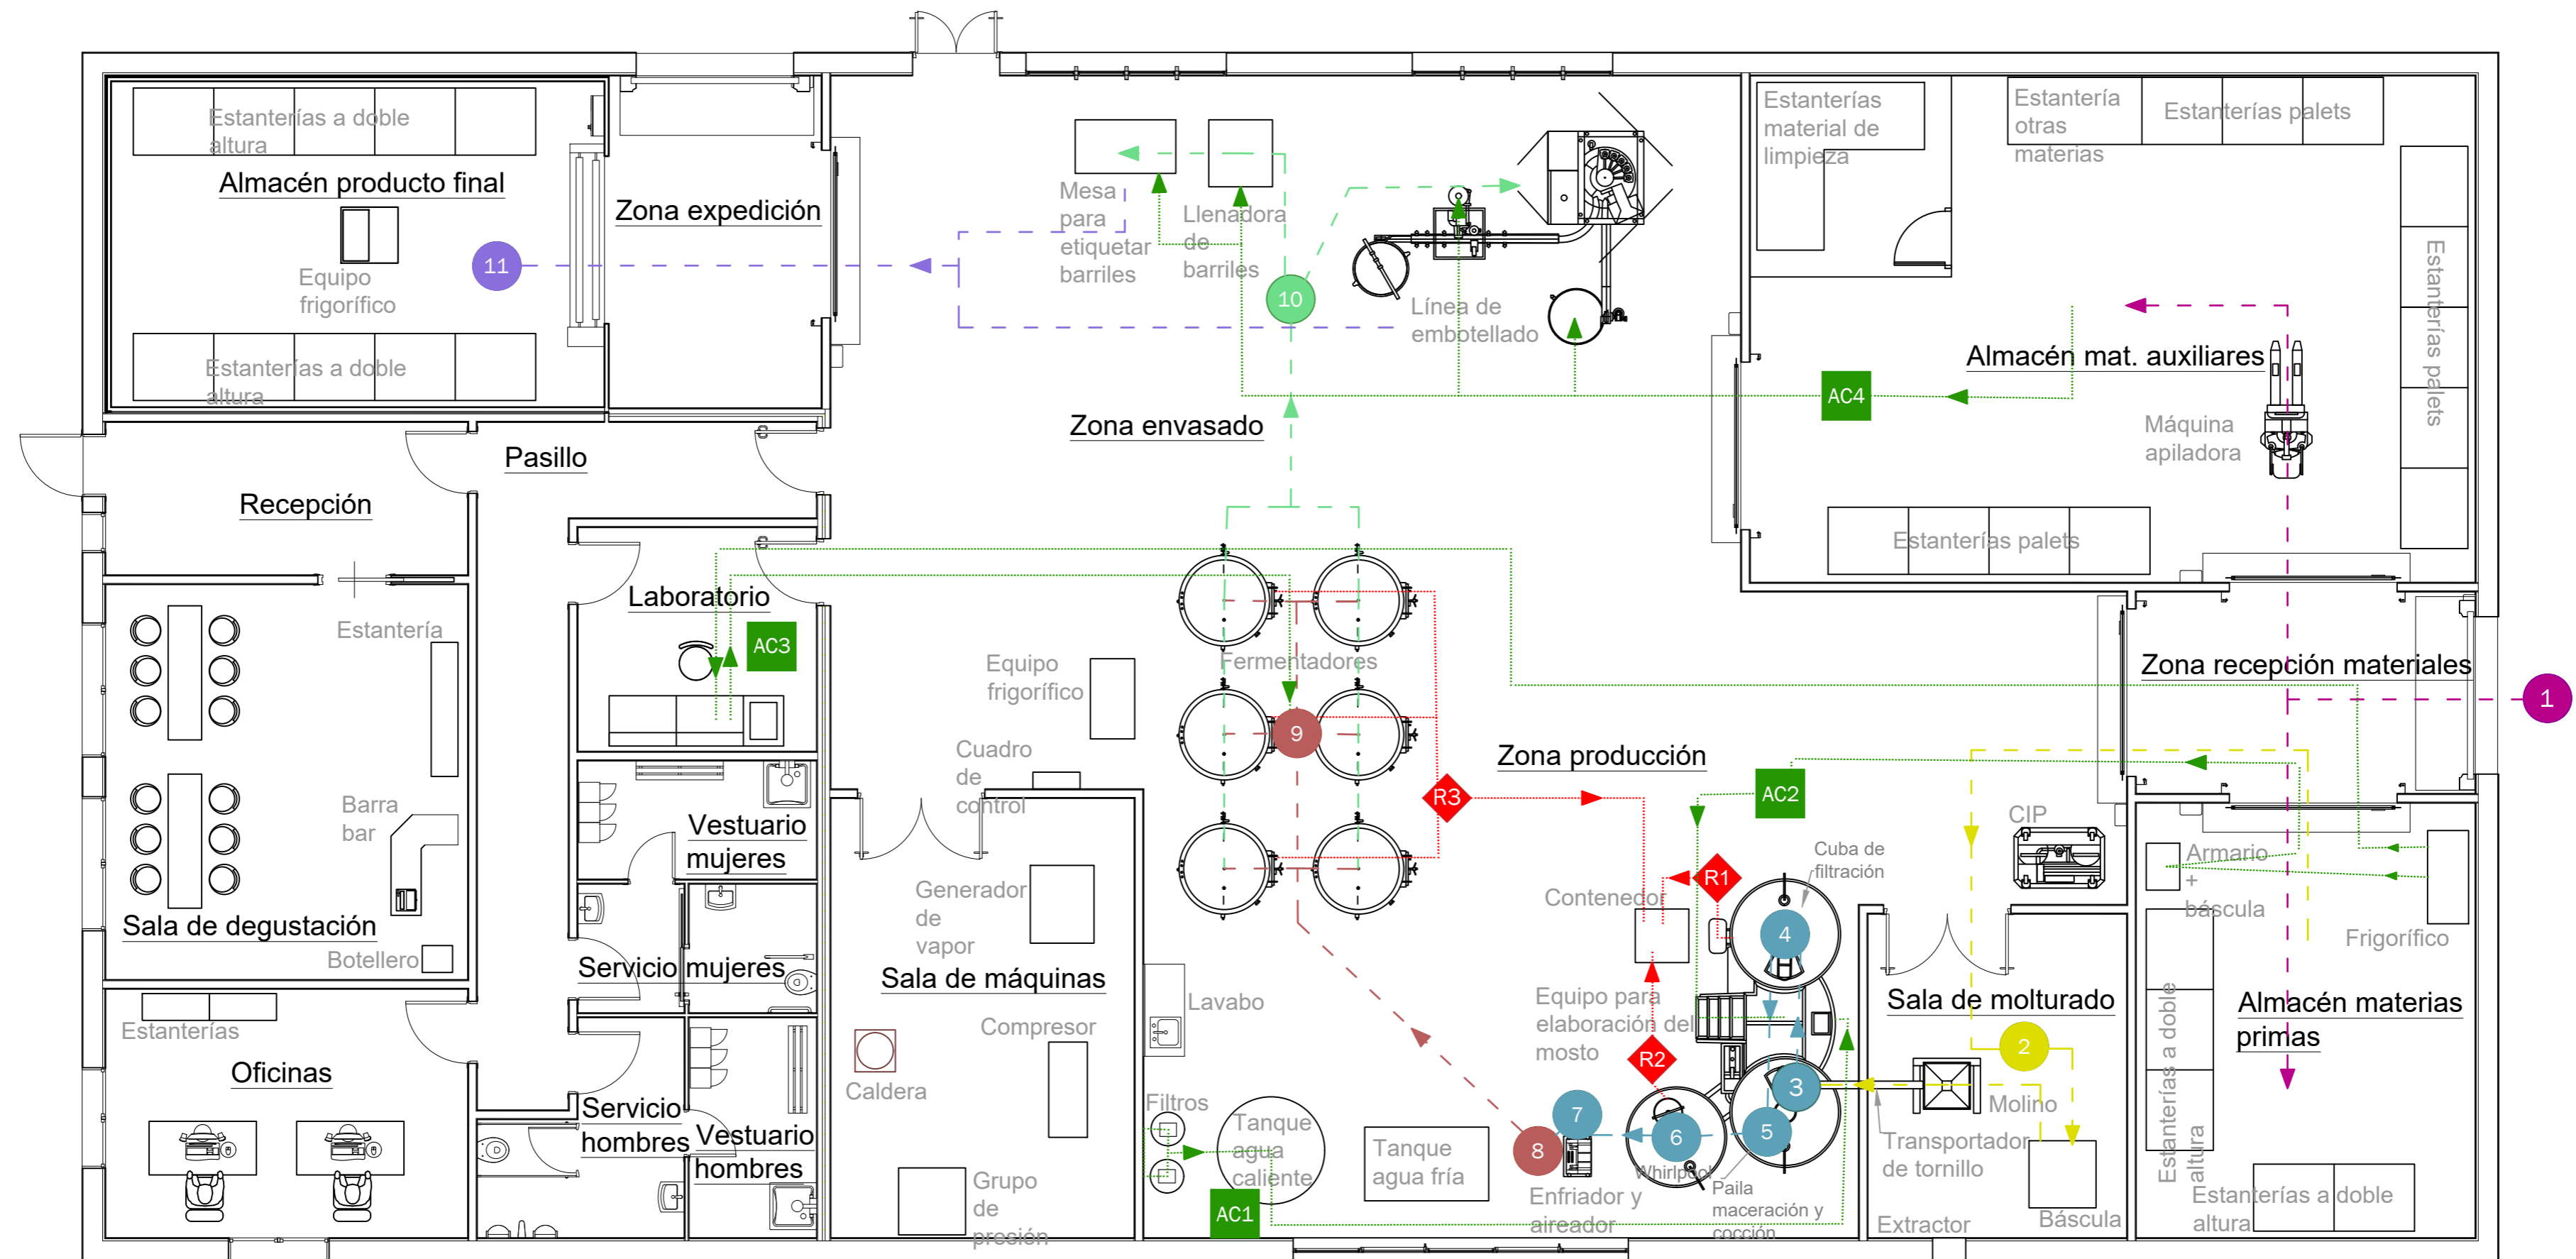 Estanterías a doble
altura
Almacén producto final
Equipo
frigorífico
Estanterías a doble
altura
11
Zona expedición
Mesa
para
etiquetar
barriles
Llenadora
de
barriles
10
Línea de
embotellado
Zona envasado
Estanterías
material de
limpieza
Estantería
otras
materias
Estanterías palets
Estanterías palets
Almacén mat. auxiliares
AC4
Máquina
apiladora
Estanterías palets
Pasillo
Recepción
Laboratorio
AC3
Estantería
Barra
bar
Sala de degustación
Botellero
Estanterías
Oficinas
Vestuario
mujeres
Servicio mujeres
Servicio
hombres
Vestuario
hombres
Equipo
frigorífico
Cuadro
de
control
Generador
de
vapor
Sala de máquinas
Compresor
Caldera
Grupo
de
presión
Fermentadores
9
R3
Zona producción
AC2
Zona recepción materiales
1
CIP
Cuba de
filtración
R1
Contenedor
4
Armario
+
báscula
Frigorífico
Lavabo
Equipo para
elaboración del
mosto
R2
Sala de molturado
2
Almacén materias
primas
Estanterías a doble
altura
3
Molino
Filtros
Tanque
agua
caliente
Tanque
agua fría
AC1
7
8
6
5
Whirlpool
Enfriador y
aireador
Paila
maceración y
cocción
Transportador
de tornillo
Extractor
Báscula
Estanterías a doble
altura